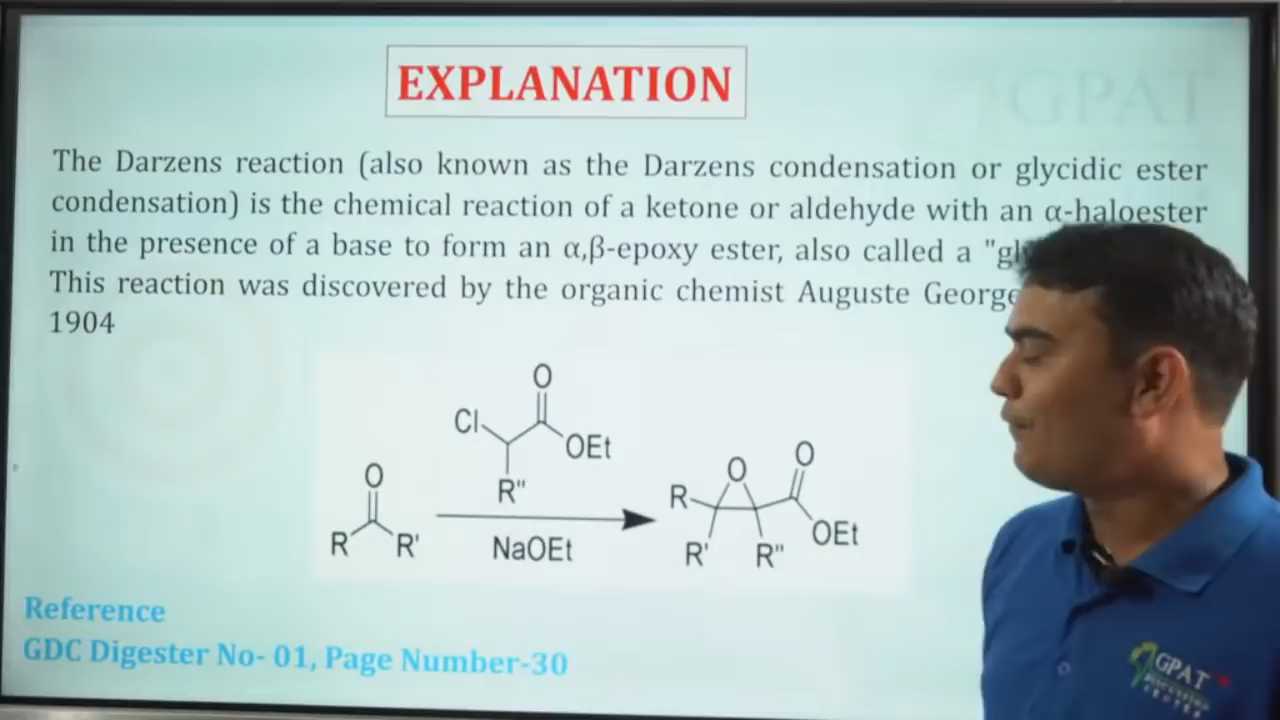 GPAT
EXPLANATION
The Darzens reaction (also known as the Darzens condensation or glycidic ester
condensation) is the chemical reaction of a ketone or aldehyde with an α-haloester
in the presence of a base to form an α,β-epoxy ester, also called a
This reaction was discovered by the organic chemist Auguste George
1904
O
Cl
OEt
R"
O
R
R'
NaOEt
O
O
R
OEt
R'
R"
Reference
GDC Digester No- 01, Page Number-30
GPAT